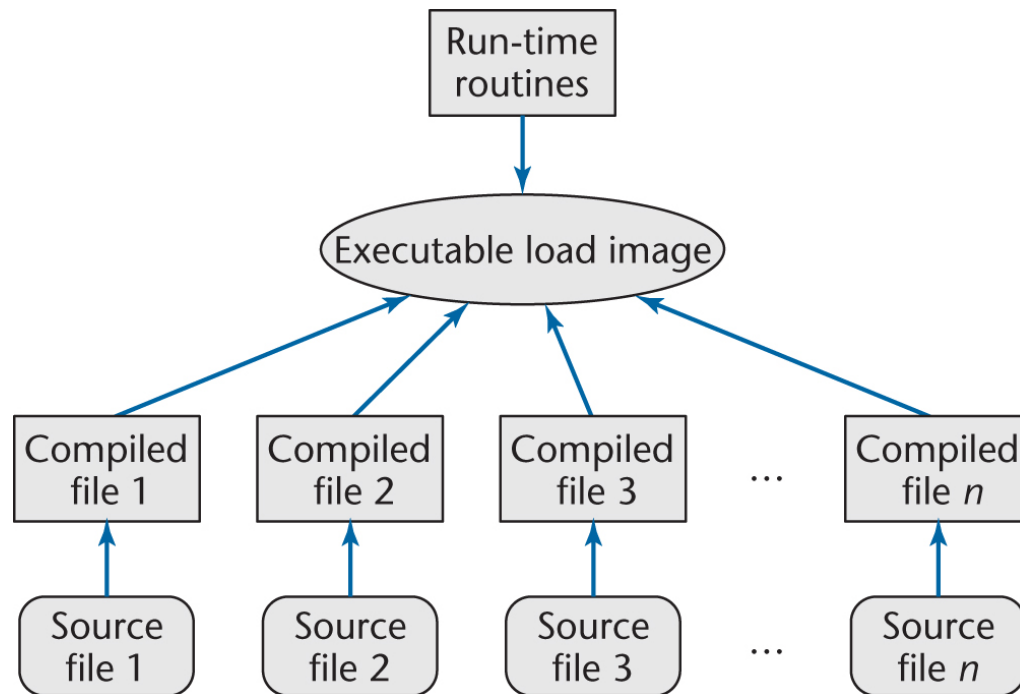 Run-time
routines
Executable load image
Compiled
file 1
Compiled
file 2
Compiled
file 3
...
Compiled
file n
Source
file 1
Source
file 2
Source
file 3
...
Source
file n